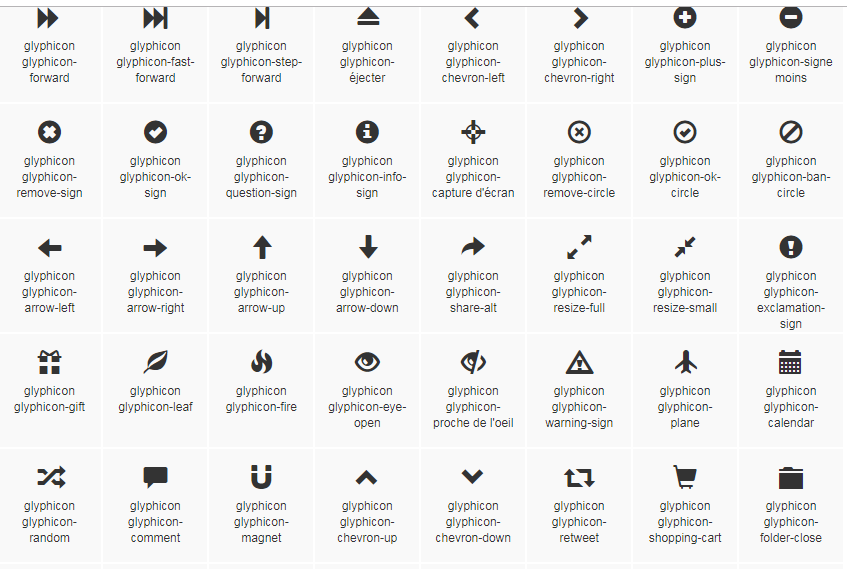 glyphicon
glyphicon-
forward
glyphicon
glyphicon-fast-
forward
glyphicon
glyphicon-step-
forward
glyphicon
glyphicon-
éjecter
glyphicon
glyphicon-
chevron-left
glyphicon
glyphicon-
chevron-right
glyphicon
glyphicon-plus-
sign
glyphicon
glyphicon-signe
moins
glyphicon
glyphicon-
remove-sign
glyphicon
glyphicon-ok-
sign
glyphicon
glyphicon-
question-sign
glyphicon
glyphicon-info-
sign
glyphicon
glyphicon-
capture d'écran
glyphicon
glyphicon-
remove-circle
glyphicon
glyphicon-ok-
circle
glyphicon
glyphicon-ban-
circle
glyphicon
glyphicon-
arrow-left
glyphicon
glyphicon-
arrow-right
glyphicon
glyphicon-
arrow-up
glyphicon
glyphicon-
arrow-down
glyphicon
glyphicon-
share-alt
glyphicon
glyphicon-
resize-full
glyphicon
glyphicon-
resize-small
glyphicon
glyphicon-
exclamation-
sign
glyphicon
glyphicon-gift
glyphicon
glyphicon-leaf
glyphicon
glyphicon-fire
glyphicon
glyphicon-eye-
open
glyphicon
glyphicon-
proche de l'oeil
glyphicon
glyphicon-
warning-sign
glyphicon
glyphicon-
plane
glyphicon
glyphicon-
calendar
glyphicon
glyphicon-
random
glyphicon
glyphicon-
comment
glyphicon
glyphicon-
magnet
glyphicon
glyphicon-
chevron-up
glyphicon
glyphicon-
chevron-down
glyphicon
glyphicon-
retweet
glyphicon
glyphicon-
shopping-cart
glyphicon
glyphicon-
folder-close